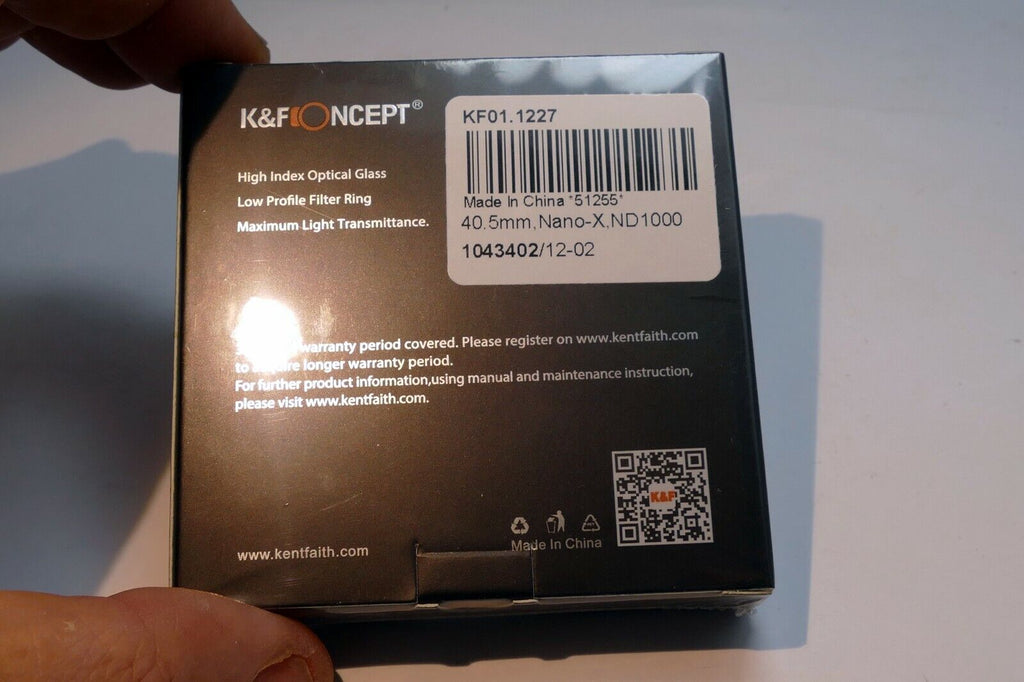 K&F CONCEPT®
KF01.1227
Made In China *51255*
40.5mm,Nano-X,ND1000
1043402/12-02
High Index Optical Glass
Low Profile Filter Ring
Maximum Light Transmittance.
warranty period covered. Please register on www.kentfaith.com
to longer warranty period.
For further product information,using manual and maintenance instruction,
please visit www.kentfaith.com.
K&F
www.kentfaith.com
Made In China